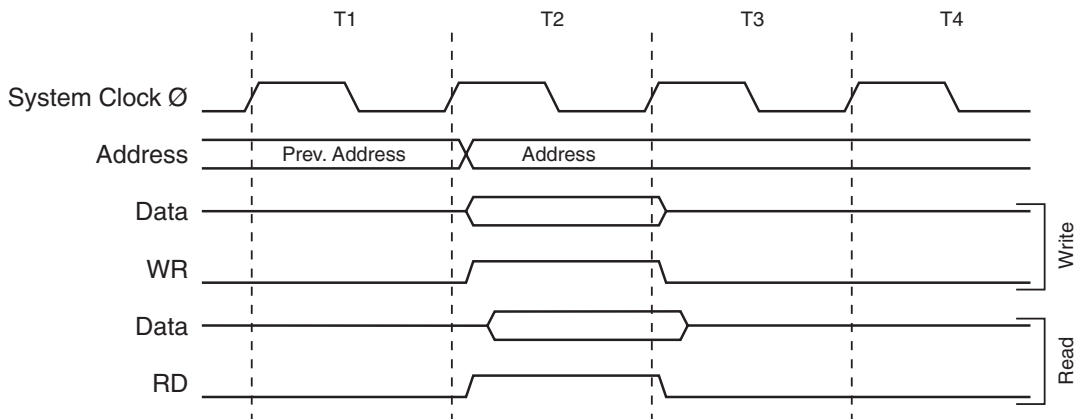 T1 T2 T3 T4
System Clock Ø
Address Prev. Address Address
Data
WR
Write
Data
RD
Read